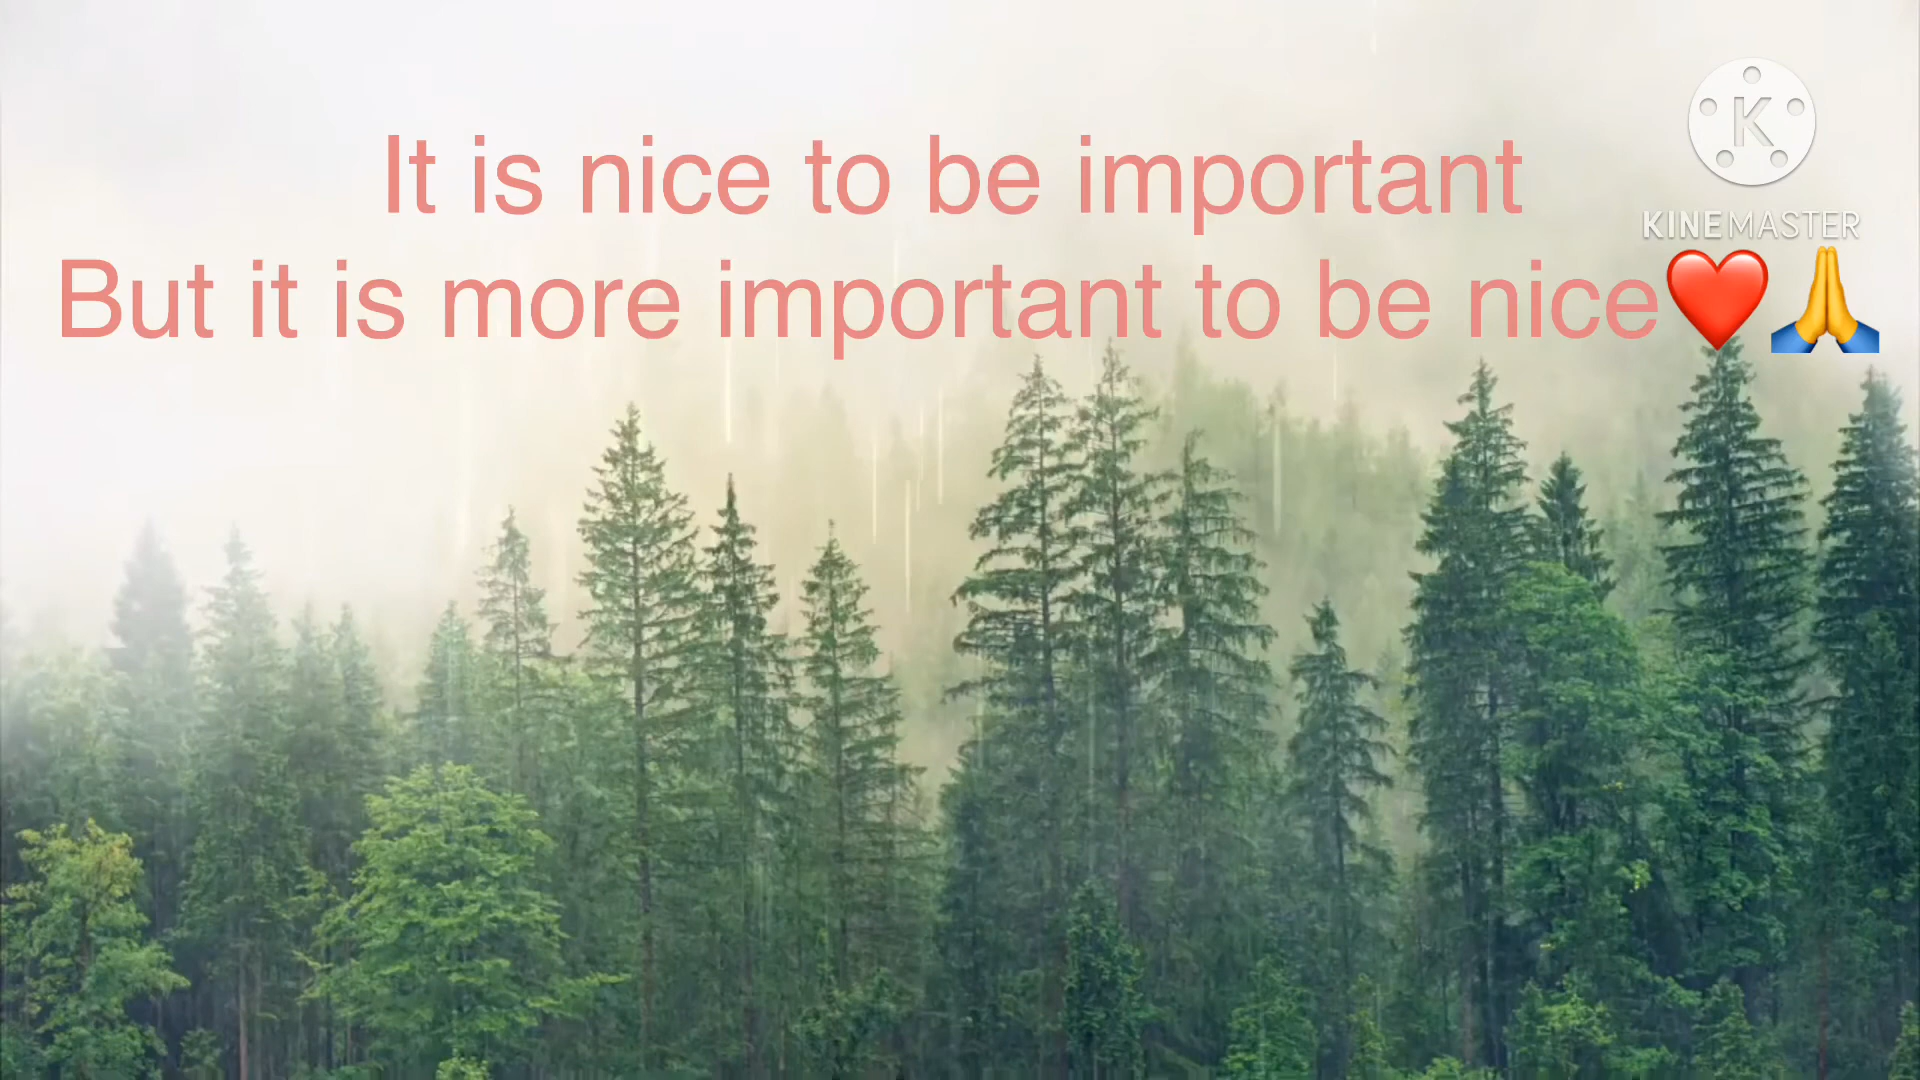 It is nice to be important
K
KINEMASTER
But it is more important to be nice❤️🙏